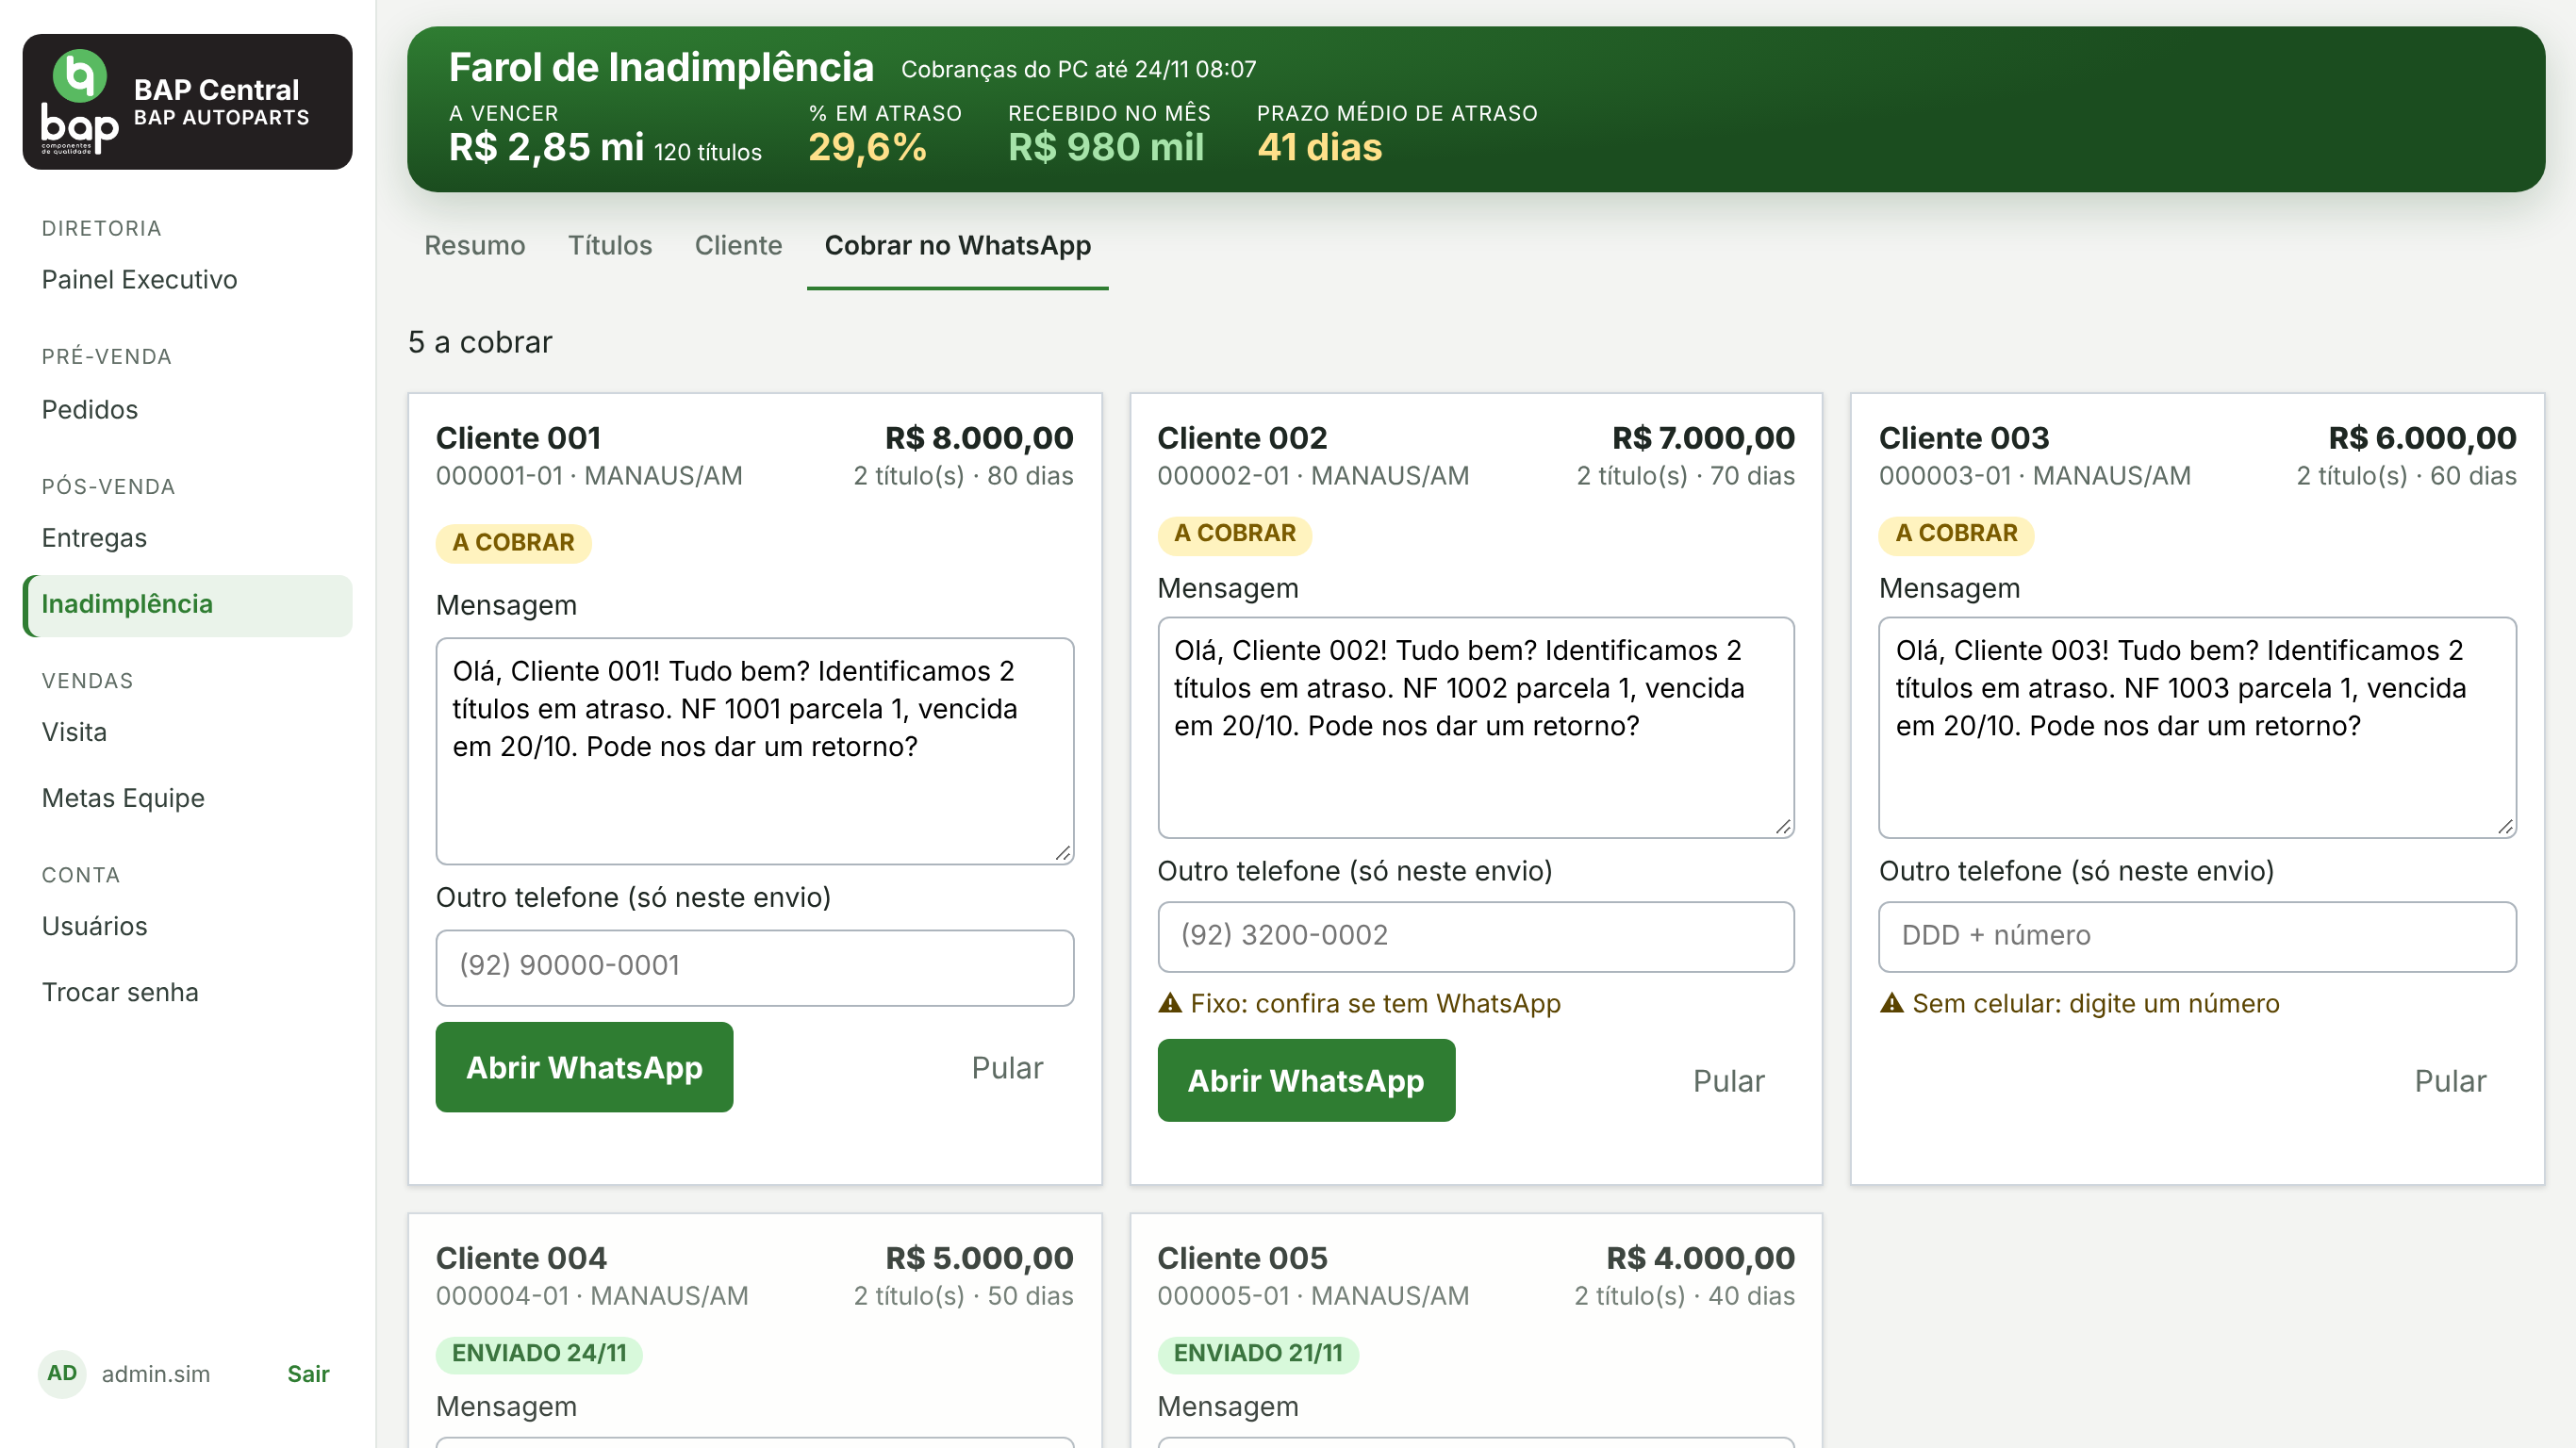 bap
componentes
de qualidade
BAP Central
BAP AUTOPARTS
DIRETORIA
Painel Executivo
PRÉ-VENDA
Pedidos
PÓS-VENDA
Entregas
Inadimplência
VENDAS
Visita
Metas Equipe
CONTA
Usuários
Trocar senha
AD admin.sim Sair
Farol de Inadimplência Cobranças do PC até 24/11 08:07
A VENCER
R$ 2,85 mi 120 títulos
% EM ATRASO
29,6%
RECEBIDO NO MÊS
R$ 980 mil
PRAZO MÉDIO DE ATRASO
41 dias
Resumo Títulos Cliente Cobrar no WhatsApp
5 a cobrar
Cliente 001 R$ 8.000,00
000001-01 · MANAUS/AM 2 título(s) · 80 dias
A COBRAR
Mensagem
Olá, Cliente 001! Tudo bem? Identificamos 2
títulos em atraso. NF 1001 parcela 1, vencida
em 20/10. Pode nos dar um retorno?
Outro telefone (só neste envio)
(92) 90000-0001
Abrir WhatsApp Pular
Cliente 002 R$ 7.000,00
000002-01 · MANAUS/AM 2 título(s) · 70 dias
A COBRAR
Mensagem
Olá, Cliente 002! Tudo bem? Identificamos 2
títulos em atraso. NF 1002 parcela 1, vencida
em 20/10. Pode nos dar um retorno?
Outro telefone (só neste envio)
(92) 3200-0002
⚠ Fixo: confira se tem WhatsApp
Abrir WhatsApp Pular
Cliente 003 R$ 6.000,00
000003-01 · MANAUS/AM 2 título(s) · 60 dias
A COBRAR
Mensagem
Olá, Cliente 003! Tudo bem? Identificamos 2
títulos em atraso. NF 1003 parcela 1, vencida
em 20/10. Pode nos dar um retorno?
Outro telefone (só neste envio)
DDD + número
⚠ Sem celular: digite um número
Pular
Cliente 004 R$ 5.000,00
000004-01 · MANAUS/AM 2 título(s) · 50 dias
ENVIADO 24/11
Mensagem
Cliente 005 R$ 4.000,00
000005-01 · MANAUS/AM 2 título(s) · 40 dias
ENVIADO 21/11
Mensagem